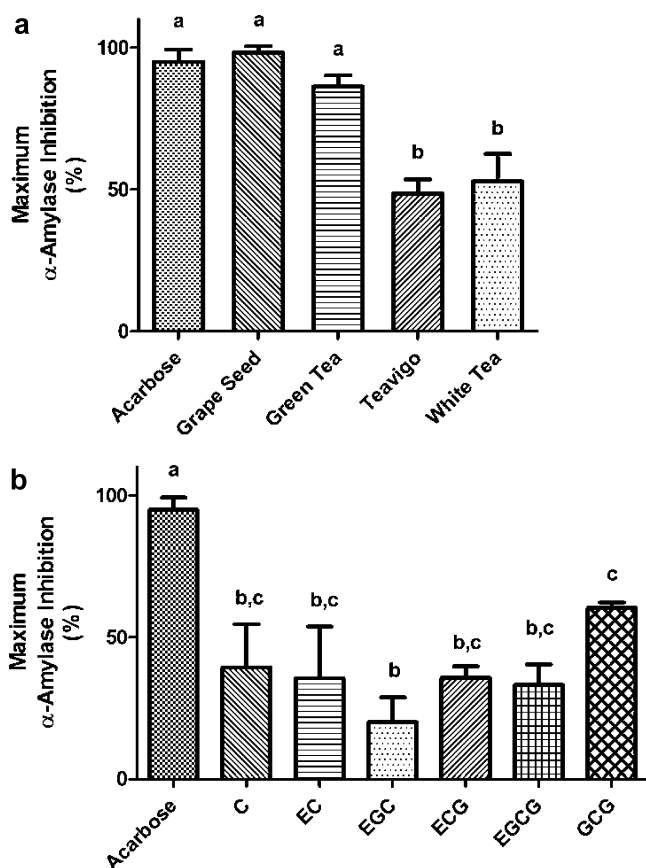 a
Maximum
α-Amylase Inhibition
(%)
100
50
0
a
a
a
b
b
Acarbose
Grape Seed
Green Tea
Teavigo
White Tea
b
Maximum
α-Amylase Inhibition
(%)
100
50
0
a
b,c
b,c
b
b,c
b,c
c
Acarbose
C
EC
EGC
ECG
EGCG
GCG